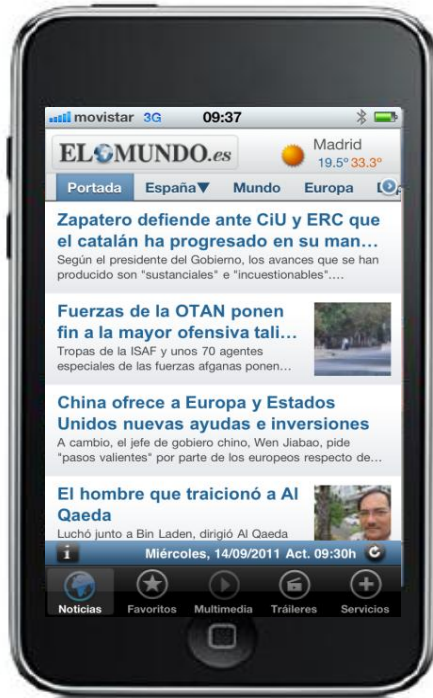 movistar 3G 09:37
ELMUNDO.es
Madrid
19.5° 33.3°
Portada España▼ Mundo Europa
Zapatero defiende ante CiU y ERC que
el catalán ha progresado en su man...
Según el presidente del Gobierno, los avances que se han
producido son "sustanciales" e "incuestionables"....
Fuerzas de la OTAN ponen
fin a la mayor ofensiva tali...
Tropas de la ISAF y unos 70 agentes
especiales de las fuerzas afganas ponen...
China ofrece a Europa y Estados
Unidos nuevas ayudas e inversiones
A cambio, el jefe de gobiero chino, Wen Jiabao, pide
"pasos valientes" por parte de los europeos respecto de...
El hombre que traicionó a Al
Qaeda
Luchó junto a Bin Laden, dirigió Al Qaeda
Miércoles, 14/09/2011 Act. 09:30h
Noticias Favoritos Multimedia Tráileres Servicios